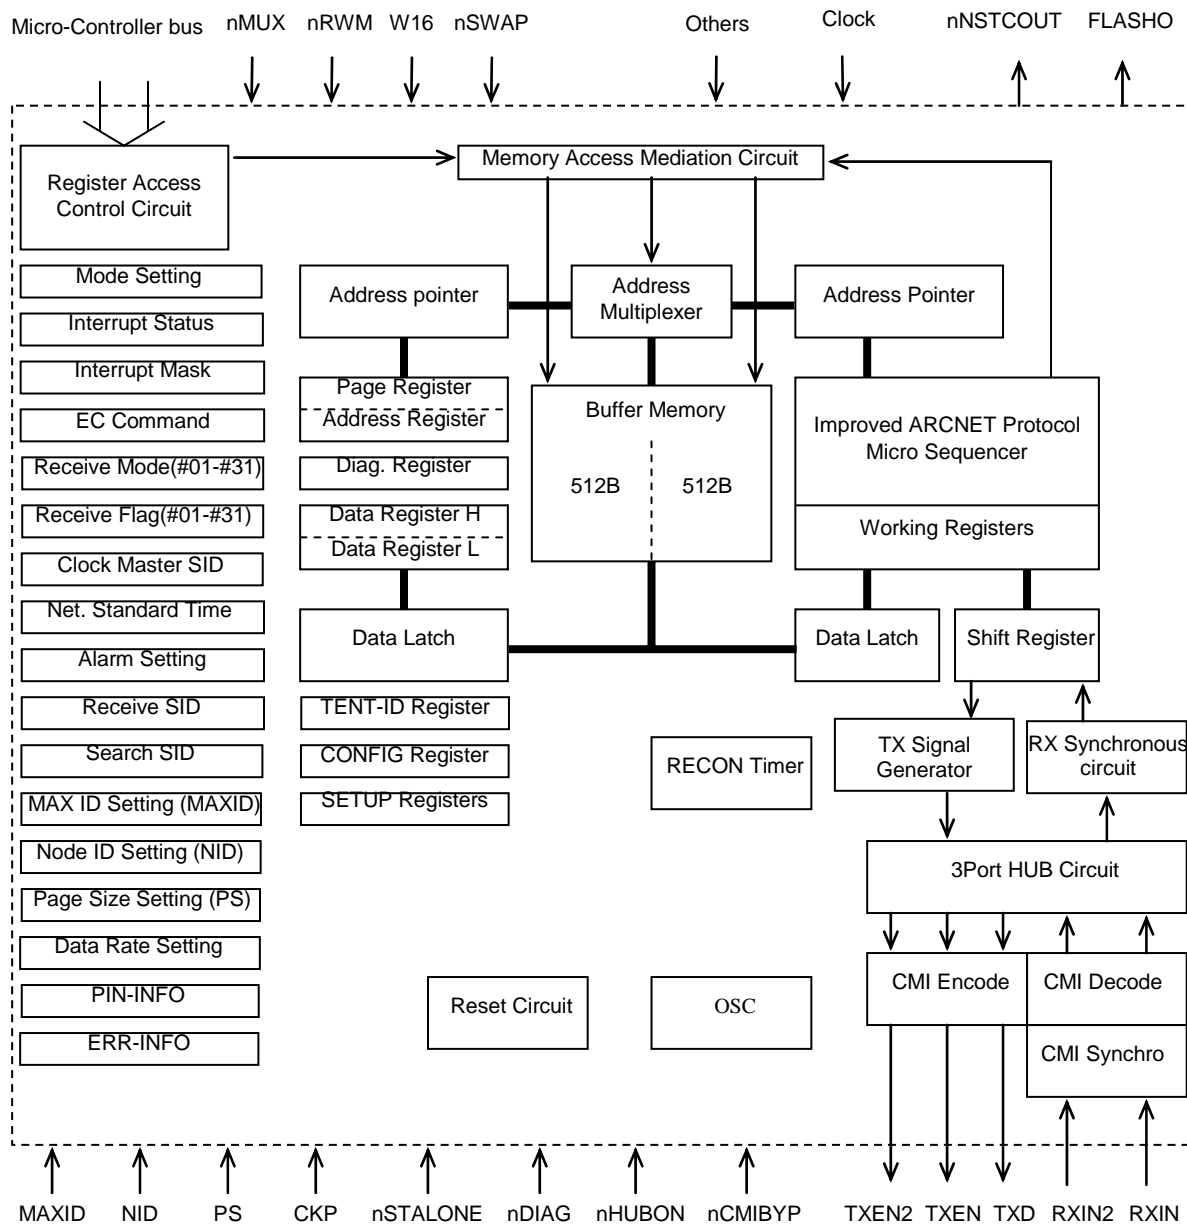 Micro-Controller bus
nMUX
nRWM
W16
nSWAP
Others
Clock
nNSTCOUT
FLASHO
Register Access
Control Circuit
Memory Access Mediation Circuit
Mode Setting
Interrupt Status
Interrupt Mask
EC Command
Receive Mode(#01-#31)
Receive Flag(#01-#31)
Clock Master SID
Net. Standard Time
Alarm Setting
Receive SID
Search SID
MAX ID Setting (MAXID)
Node ID Setting (NID)
Page Size Setting (PS)
Data Rate Setting
PIN-INFO
ERR-INFO
Address pointer
Address
Multiplexer
Address Pointer
Page Register
Address Register
Diag. Register
Data Register H
Data Register L
Data Latch
TENT-ID Register
CONFIG Register
SETUP Registers
Buffer Memory
512B
512B
Improved ARCNET Protocol
Micro Sequencer
Working Registers
Data Latch
Shift Register
RECON Timer
TX Signal
Generator
RX Synchronous
circuit
3Port HUB Circuit
CMI Encode
CMI Decode
CMI Synchro
Reset Circuit
OSC
MAXID
NID
PS
CKP
nSTALONE
nDIAG
nHUBON
nCMIBYP
TXEN2
TXEN
TXD
RXIN2
RXIN